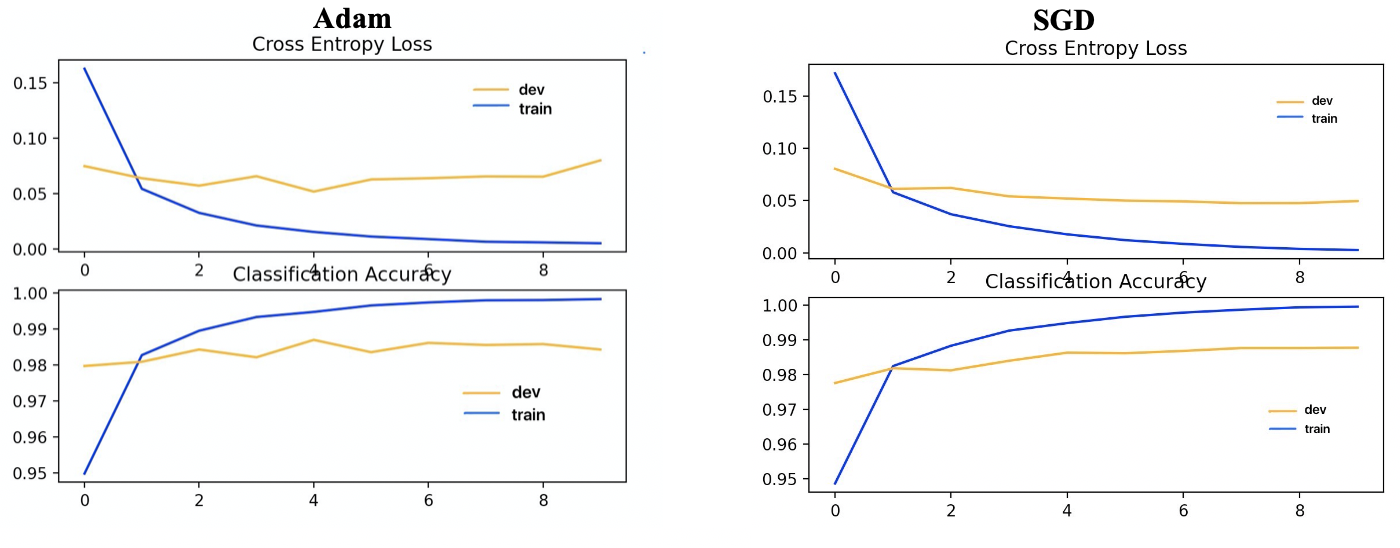 Adam
Cross Entropy Loss
0.15
0.10
0.05
0.00
dev
train
0 2 4 6 8
Classification Accuracy
1.00
0.99
0.98
0.97
0.96
0.95
dev
train
0 2 4 6 8
SGD
Cross Entropy Loss
0.15
0.10
0.05
0.00
dev
train
0 2 4 6 8
Classification Accuracy
1.00
0.99
0.98
0.97
0.96
0.95
dev
train
0 2 4 6 8